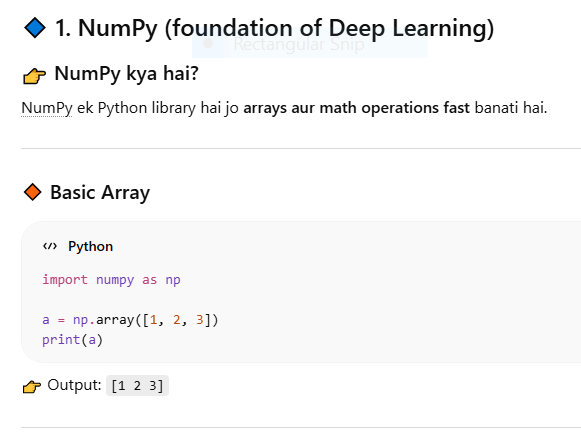 1. NumPy (foundation of Deep Learning)
Rectangular Snip
👉 NumPy kya hai?
NumPy ek Python library hai jo arrays aur math operations fast banati hai.
Basic Array
</> Python
import numpy as np
a = np.array([1, 2, 3])
print(a)
👉 Output: [1 2 3]